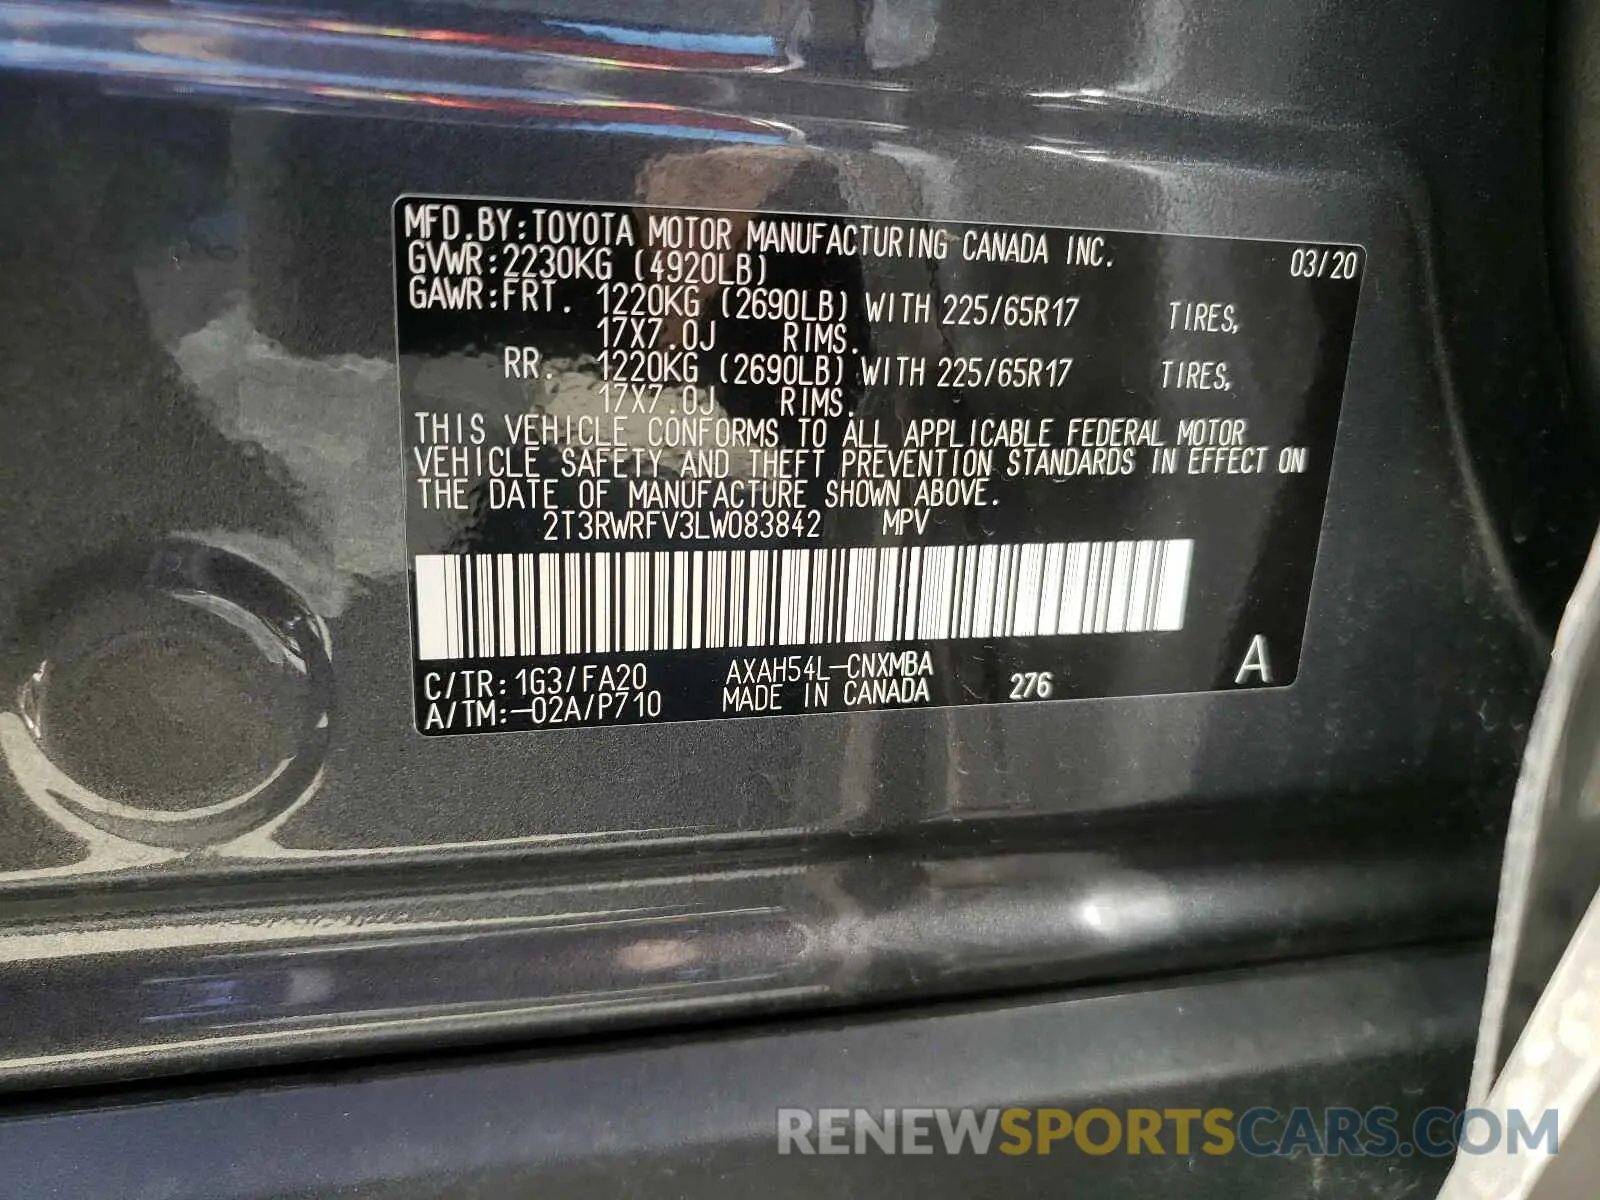 MFD.BY:TOYOTA MOTOR MANUFACTURING CANADA INC. 03/20
GVWR:2230KG (4920LB)
GAWR:FRT. 1220KG (2690LB) WITH 225/65R17 TIRES,
17X7.0J RIMS.
RR. 1220KG (2690LB) WITH 225/65R17 TIRES,
17X7.0J RIMS.
THIS VEHICLE CONFORMS TO ALL APPLICABLE FEDERAL MOTOR
VEHICLE SAFETY AND THEFT PREVENTION STANDARDS IN EFFECT ON
THE DATE OF MANUFACTURE SHOWN ABOVE.
2T3RWRFV3LW083842 MPV
C/TR:1G3/FA20 AXAH54L-CNXMBA
A/TM:-02A/P710 MADE IN CANADA 276 A
RENEWSPORTSCARS.COM